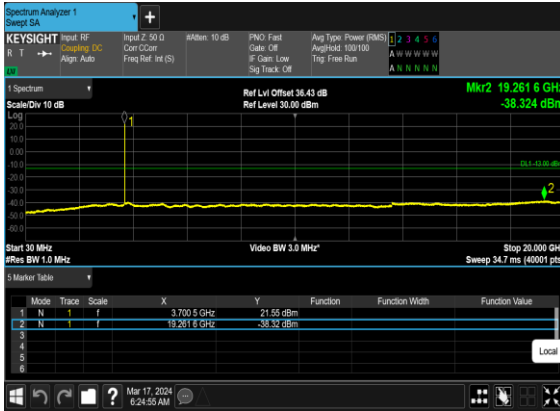 Spectrum Analyzer 1
Swept SA
+
KEYSIGHT Input: RF Input Z: 50 Ω #Atten: 10 dB PNO: Fast Avg Type: Power (RMS) 1 2 3 4 5 6
R T Coupling: DC Corr CCorr Gate: Off Avg|Hold: 100/100 A W W W W W
Align: Auto Freq Ref: Int (S) IF Gain: Low Trig: Free Run
Sig Track: Off A N N N N N
LXI
1 Spectrum Ref Lvl Offset 36.43 dB Mkr2 19.261 6 GHz
Scale/Div 10 dB Ref Level 30.00 dBm -38.324 dBm
Log
20.0
10.0
0.00
-10.0
-20.0
-30.0
-40.0
-50.0
-60.0
1
DL1 -13.00 dBm
2
Start 30 MHz Video BW 3.0 MHz* Stop 20.000 GHz
#Res BW 1.0 MHz Sweep 34.7 ms (40001 pts)
5 Marker Table
Mode Trace Scale X Y Function Function Width Function Value
1 N 1 f 3.700 5 GHz 21.55 dBm
2 N 1 f 19.261 6 GHz -38.32 dBm
3
4
5
6
Local
? Mar 17, 2024
6:24:55 AM